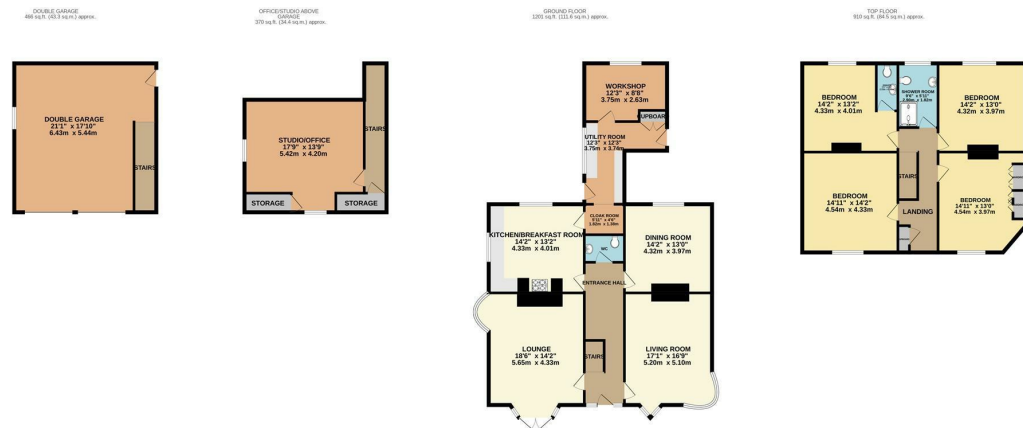 DOUBLE GARAGE
466 sq.ft. (43.3 sq.m.) approx.
DOUBLE GARAGE
21'1" x 17'10"
6.43m x 5.44m
STAIRS
OFFICE/STUDIO ABOVE
GARAGE
370 sq.ft. (34.4 sq.m.) approx.
STUDIO/OFFICE
17'9" x 13'9"
5.42m x 4.20m
STAIRS
STORAGE
STORAGE
GROUND FLOOR
1201 sq.ft. (111.6 sq.m.) approx.
WORKSHOP
12'3" x 8'8"
3.75m x 2.63m
CUPBOARD
UTILITY ROOM
12'3" x 12'3"
3.75m x 3.74m
CLOAK ROOM
KITCHEN/BREAKFAST ROOM
14'2" x 13'2"
4.33m x 4.01m
WC
DINING ROOM
14'2" x 13'0"
4.32m x 3.97m
ENTRANCE HALL
LOUNGE
18'6" x 14'2"
5.65m x 4.33m
STAIRS
LIVING ROOM
17'1" x 16'9"
5.20m x 5.10m
TOP FLOOR
910 sq.ft. (84.5 sq.m.) approx.
BEDROOM
14'2" x 13'2"
4.33m x 4.01m
SHOWER ROOM
BEDROOM
14'2" x 13'0"
4.32m x 3.97m
STAIRS
BEDROOM
14'11" x 14'2"
4.54m x 4.33m
LANDING
BEDROOM
14'11" x 13'0"
4.54m x 3.97m